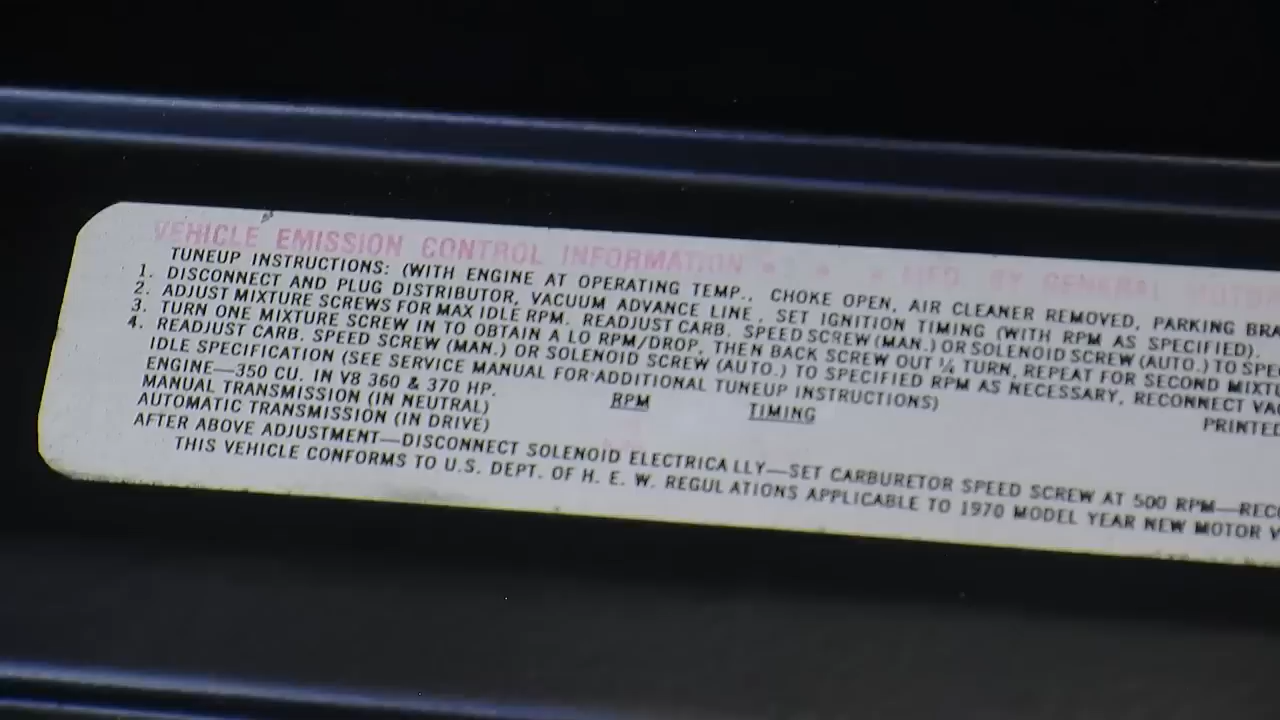 VEHICLE EMISSION CONTROL INFORMATION • • • MFD BY GENERAL MOTOR
TUNEUP INSTRUCTIONS: (WITH ENGINE AT OPERATING TEMP., CHOKE OPEN, AIR CLEANER REMOVED, PARKING BRA
1. DISCONNECT AND PLUG DISTRIBUTOR, VACUUM ADVANCE LINE, SET IGNITION TIMING (WITH RPM AS SPECIFIED).
2. ADJUST MIXTURE SCREWS FOR MAX IDLE RPM. READJUST CARB. SPEED SCREW (MAN.) OR SOLENOID SCREW (AUTO.) TO SPE
3. TURN ONE MIXTURE SCREW IN TO OBTAIN A LO RPM/DROP, THEN BACK SCREW OUT ¼ TURN, REPEAT FOR SECOND MIXTU
4. READJUST CARB. SPEED SCREW (MAN.) OR SOLENOID SCREW (AUTO.) TO SPECIFIED RPM AS NECESSARY, RECONNECT VA
IDLE SPECIFICATION (SEE SERVICE MANUAL FOR ADDITIONAL TUNEUP INSTRUCTIONS)
ENGINE—350 CU. IN V8 360 & 370 HP. RPM TIMING PRINTED
MANUAL TRANSMISSION (IN NEUTRAL)
AUTOMATIC TRANSMISSION (IN DRIVE)
AFTER ABOVE ADJUSTMENT—DISCONNECT SOLENOID ELECTRICALLY—SET CARBURETOR SPEED SCREW AT 500 RPM—RECO
THIS VEHICLE CONFORMS TO U.S. DEPT. OF H. E. W. REGULATIONS APPLICABLE TO 1970 MODEL YEAR NEW MOTOR V